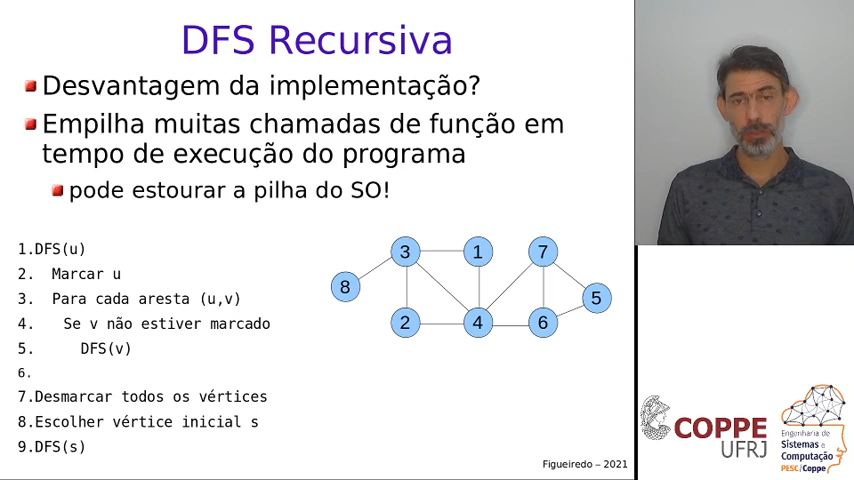 DFS Recursiva
Desvantagem da implementação?
Empilha muitas chamadas de função em
tempo de execução do programa
pode estourar a pilha do SO!
1.DFS(u)
2. Marcar u
3. Para cada aresta (u,v)
4. Se v não estiver marcado
5. DFS(v)
6.
7.Desmarcar todos os vértices
8.Escolher vértice inicial s
9.DFS(s)
3 1 7
8 5
2 4 6
Figueiredo – 2021
COPPE
UFRJ
Engenharia de
Sistemas e
Computação
PESC/Coppe